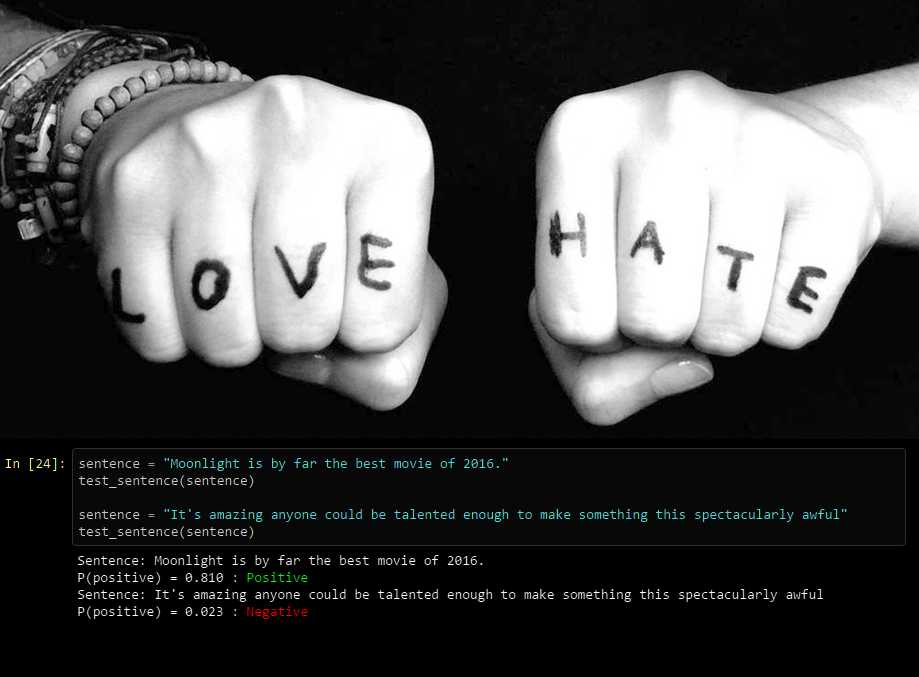 LOVE HATE
In [24]: sentence = "Moonlight is by far the best movie of 2016."
test_sentence(sentence)
sentence = "It's amazing anyone could be talented enough to make something this spectacularly awful"
test_sentence(sentence)
Sentence: Moonlight is by far the best movie of 2016.
P(positive) = 0.810 : Positive
Sentence: It's amazing anyone could be talented enough to make something this spectacularly awful
P(positive) = 0.023 : Negative